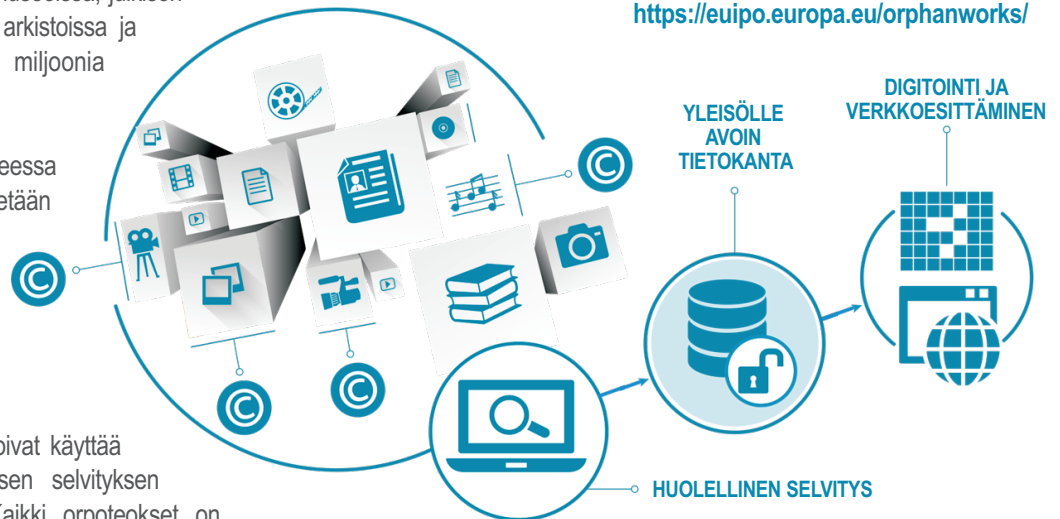 arkistoissa ja
miljoonia
etään
oivat käyttää
sen selvityksen
Kaikki orpoteokset on
https://euipo.europa.eu/orphanworks/
©
©
©
©
YLEISÖLLE
AVOIN
TIETOKANTA
DIGITOINTI JA
VERKKOESITTÄMINEN
HUOLELLINEN SELVITYS